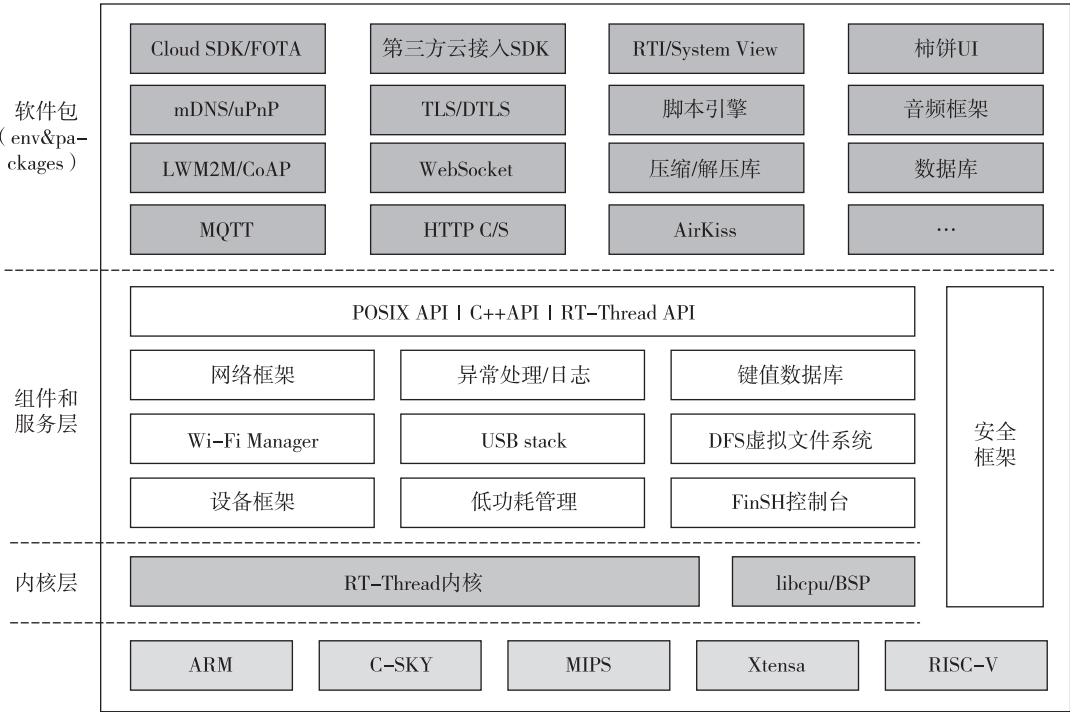 Cloud SDK/FOTA
第三方云接入SDK
RTI/System View
柿饼UI
软件包
(env&pa-
ckages)
mDNS/uPnP
TLS/DTLS
脚本引擎
音频框架
LWM2M/CoAP
WebSocket
压缩/解压库
数据库
MQTT
HTTP C/S
AirKiss
…
组件和
服务层
POSIX API | C++API | RT-Thread API
网络框架
异常处理/日志
键值数据库
Wi-Fi Manager
USB stack
DFS虚拟文件系统
设备框架
低功耗管理
FinSH控制台
安全
框架
内核层
RT-Thread内核
libcpu/BSP
ARM
C-SKY
MIPS
Xtensa
RISC-V